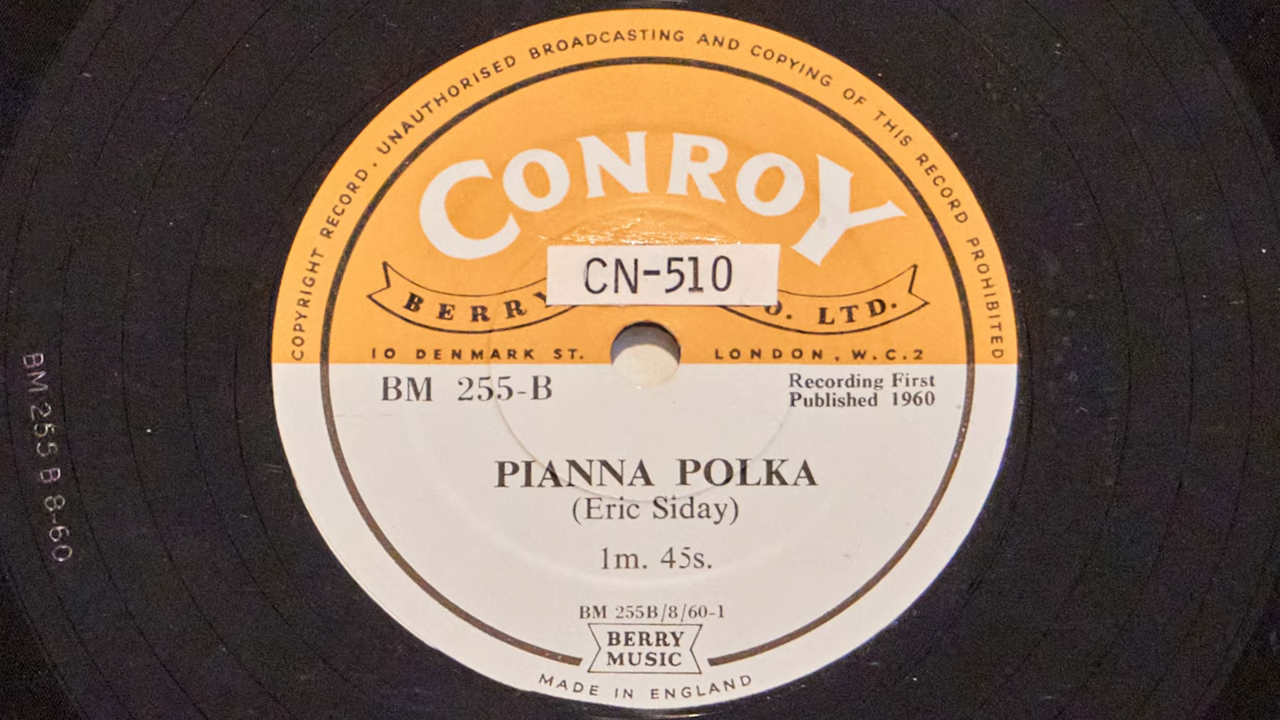 COPYRIGHT RECORD. UNAUTHORISED BROADCASTING AND COPYING OF THIS RECORD PROHIBITED
CONROY
CN-510
BERRY O. LTD.
10 DENMARK ST. LONDON, W.C.2
BM 255-B
Recording First
Published 1960
PIANNA POLKA
(Eric Siday)
1m. 45s.
BM 255B/8/60-1
BERRY
MUSIC
MADE IN ENGLAND
BM 255 B 8-60